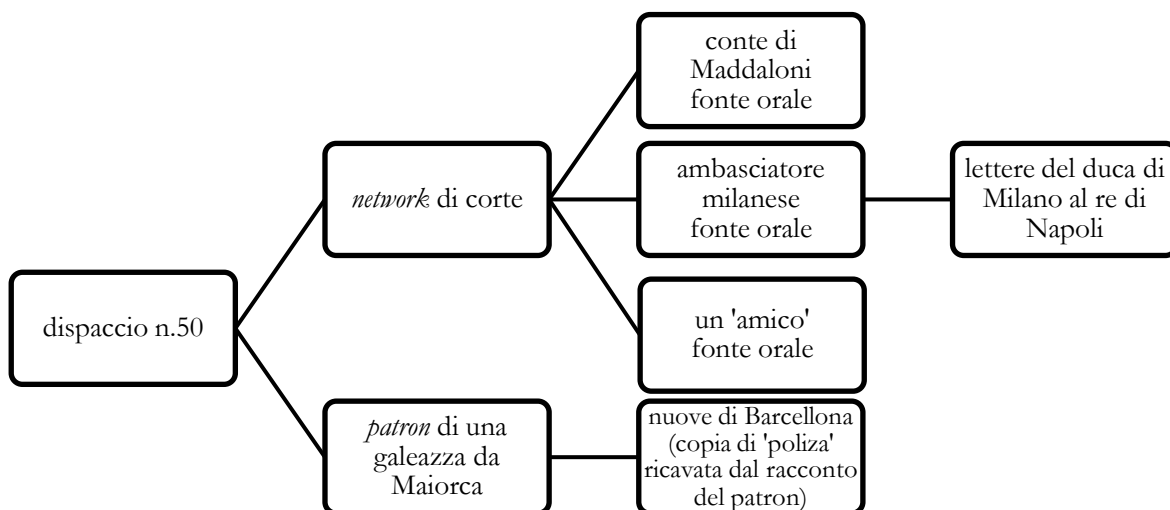 conte di
Maddaloni
fonte orale
network di corte
ambasciatore
milanese
fonte orale
lettere del duca di
Milano al re di
Napoli
dispaccio n.50
un 'amico'
fonte orale
patron di una
galeazza da
Maiorca
nuove di Barcellona
(copia di 'poliza'
ricavata dal racconto
del patron)